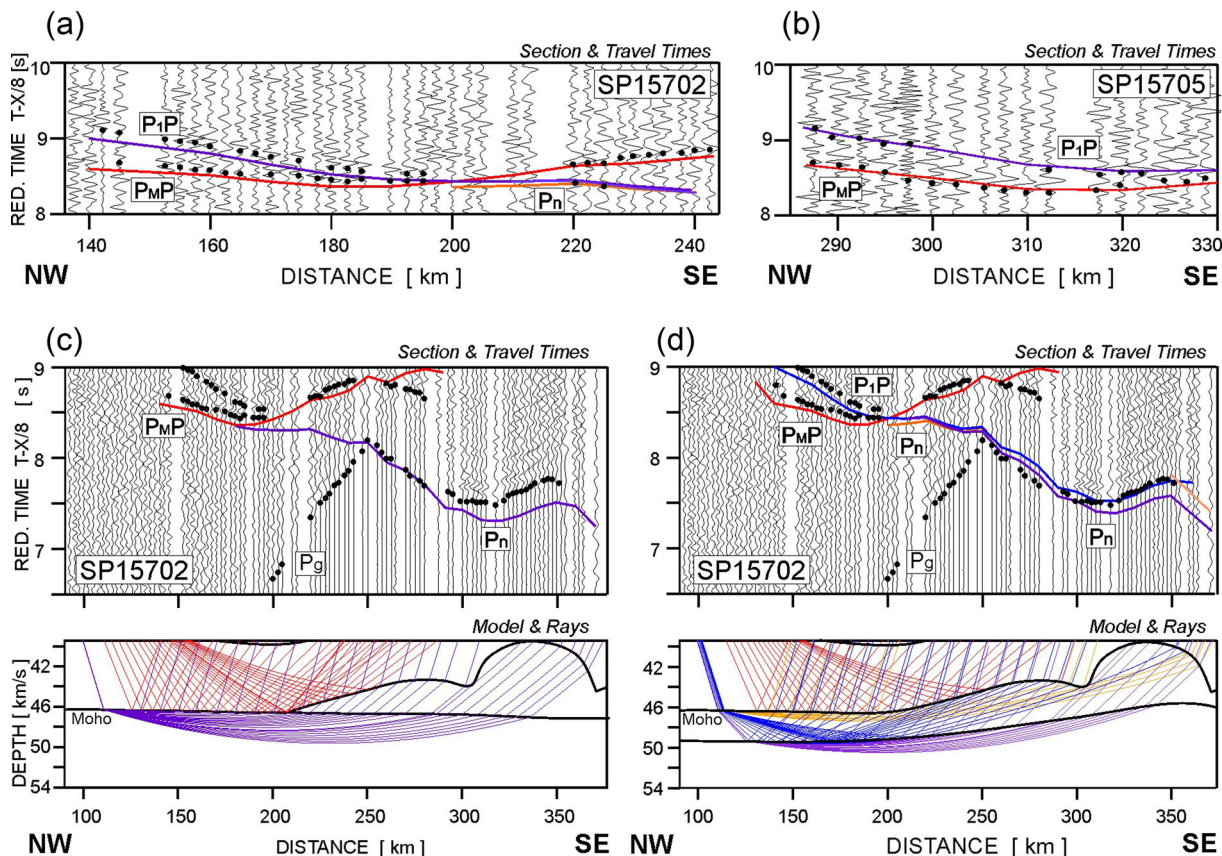 (a)
Section & Travel Times
RED. TIME T-X/8 [s]
10
9
8
SP15702
P1P
PMP
Pn
140 160 180 200 220 240
NW DISTANCE [ km ] SE
(b)
Section & Travel Times
10
9
8
SP15705
P1P
PMP
290 300 310 320 330
NW DISTANCE [ km ] SE
(c)
Section & Travel Times
RED. TIME T-X/8 [ s]
9
8
7
PMP
Pg
Pn
SP15702
Model & Rays
DEPTH [ km/s ]
42
46
50
54
Moho
100 150 200 250 300 350
NW DISTANCE [ km ] SE
(d)
Section & Travel Times
9
8
7
P1P
PMP
Pn
Pg
Pn
SP15702
Model & Rays
42
46
50
54
Moho
100 150 200 250 300 350
NW DISTANCE [ km ] SE